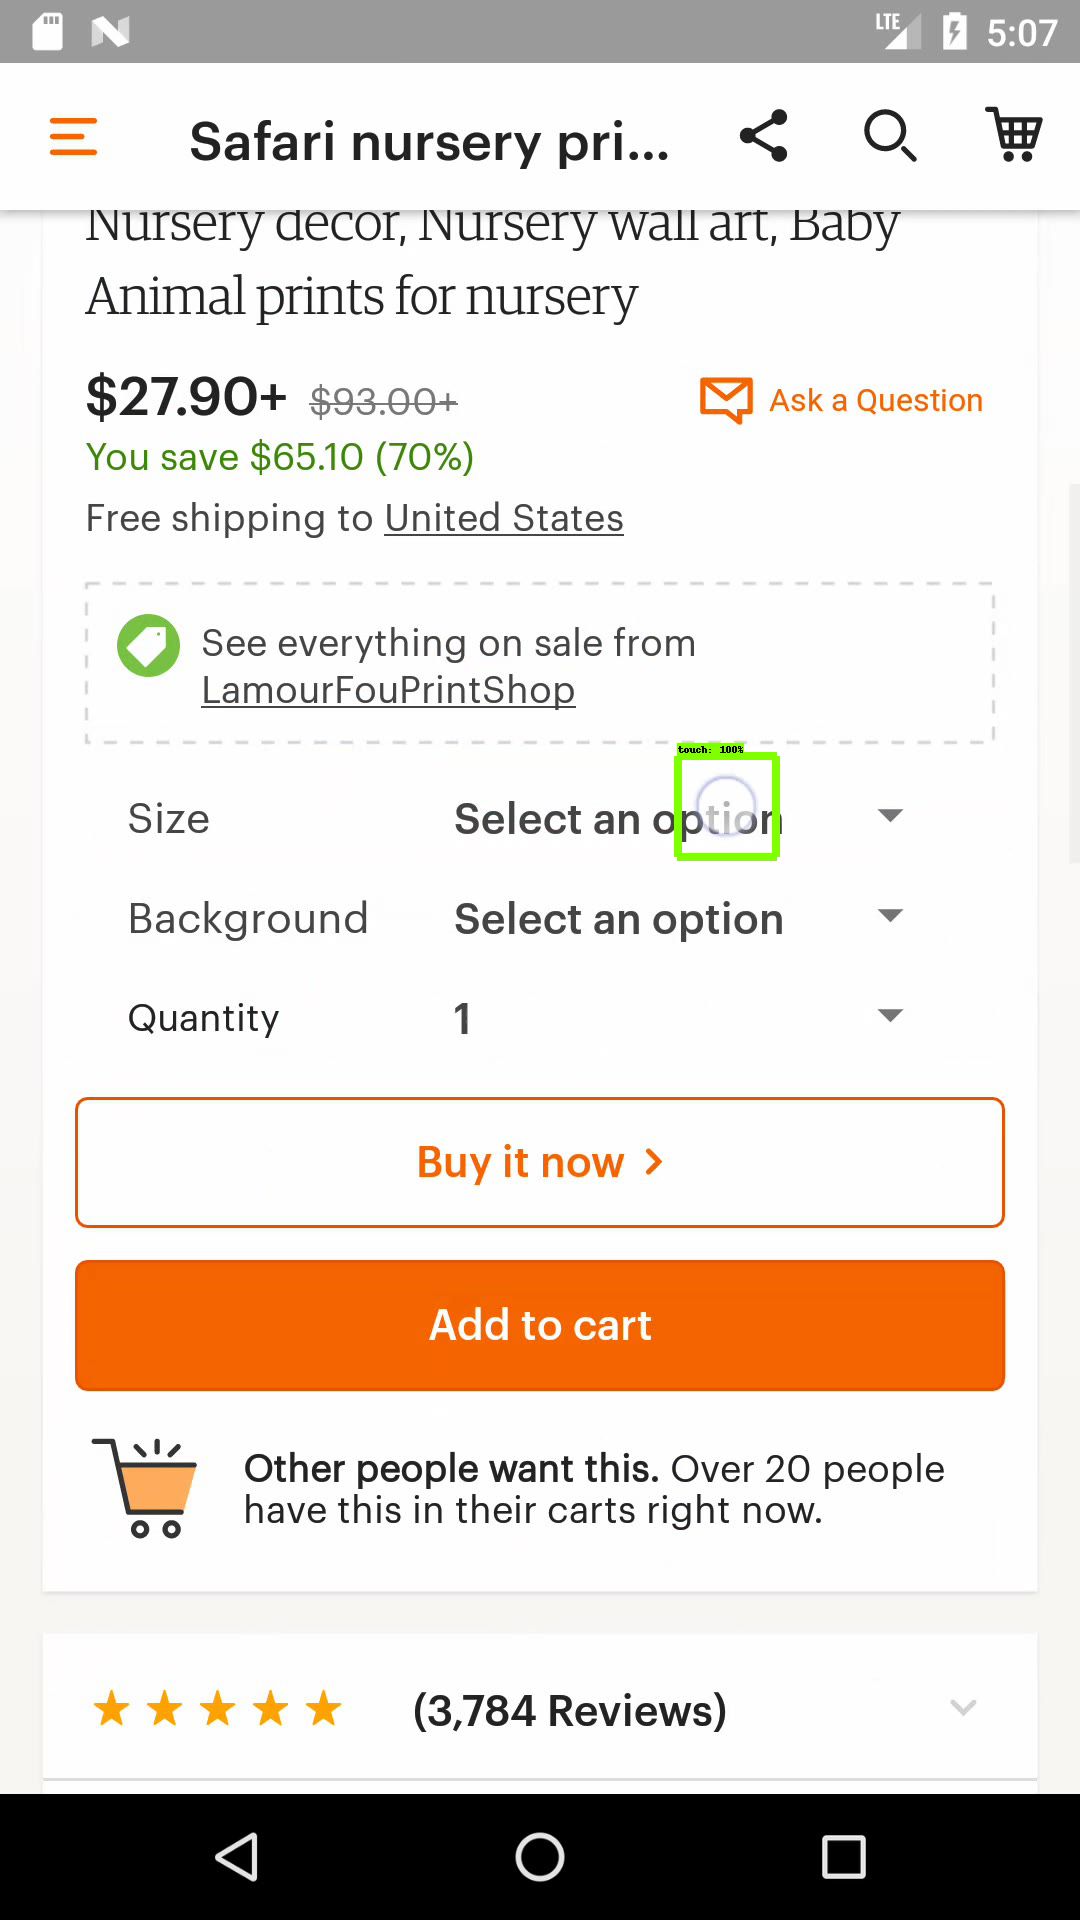 LTE 5:07
Safari nursery pri...
Nursery decor, Nursery wall art, Baby
Animal prints for nursery
$27.90+ $93.00+
Ask a Question
You save $65.10 (70%)
Free shipping to United States
See everything on sale from
LamourFouPrintShop
touch: 100%
Size Select an option
Background Select an option
Quantity 1
Buy it now
Add to cart
Other people want this. Over 20 people
have this in their carts right now.
(3,784 Reviews)